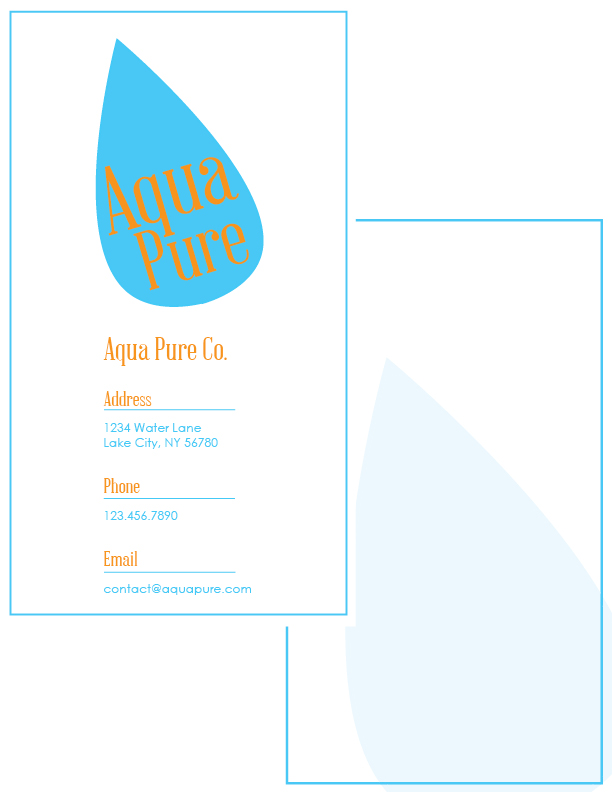 Aqua
Pure
Aqua Pure Co.
Address
1234 Water Lane
Lake City, NY 56780
Phone
123.456.7890
Email
contact@aquapure.com